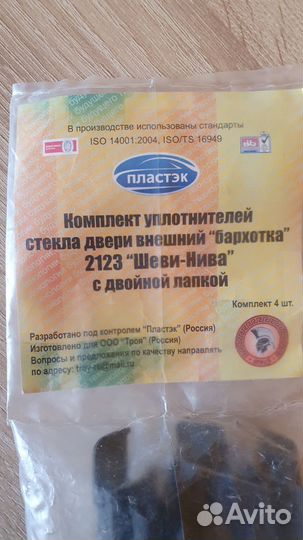 В производстве использованы стандарты
ISO 14001:2004, ISO/TS 16949
ПЛАСТЭК
Комплект уплотнителей
стекла двери внешний "бархотка"
2123 "Шеви-Нива"
с двойной лапкой
Комплект 4 шт.
Разработано под контролем "Пластэк" (Россия)
Изготовлено для ООО "Троя" (Россия)
Вопросы и предложения по качеству направлять
Avito